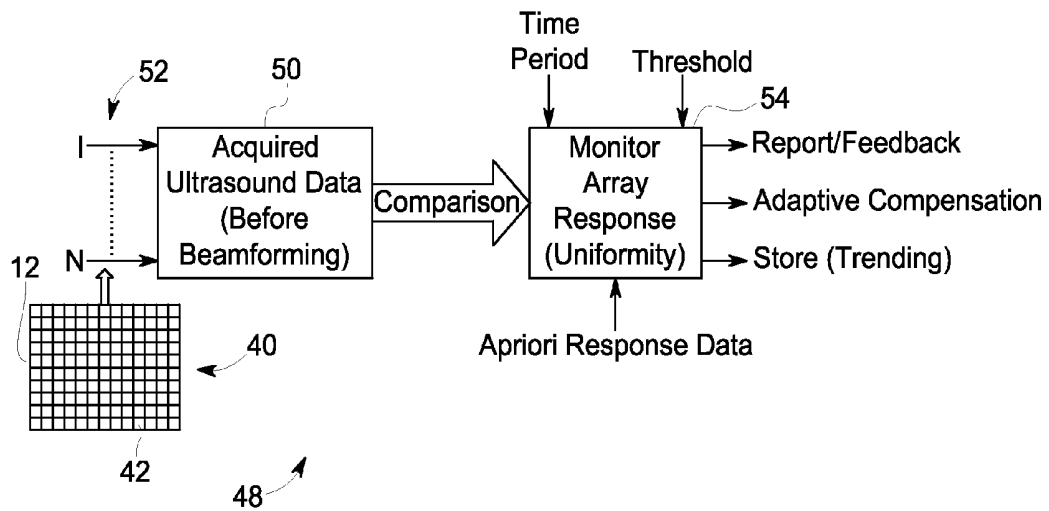 Time
Period
Threshold
52
50
54
I
Acquired
Ultrasound Data
(Before
Beamforming)
Comparison
Monitor
Array
Response
(Uniformity)
Report/Feedback
Adaptive Compensation
Store (Trending)
N
12
40
42
Apriori Response Data
48